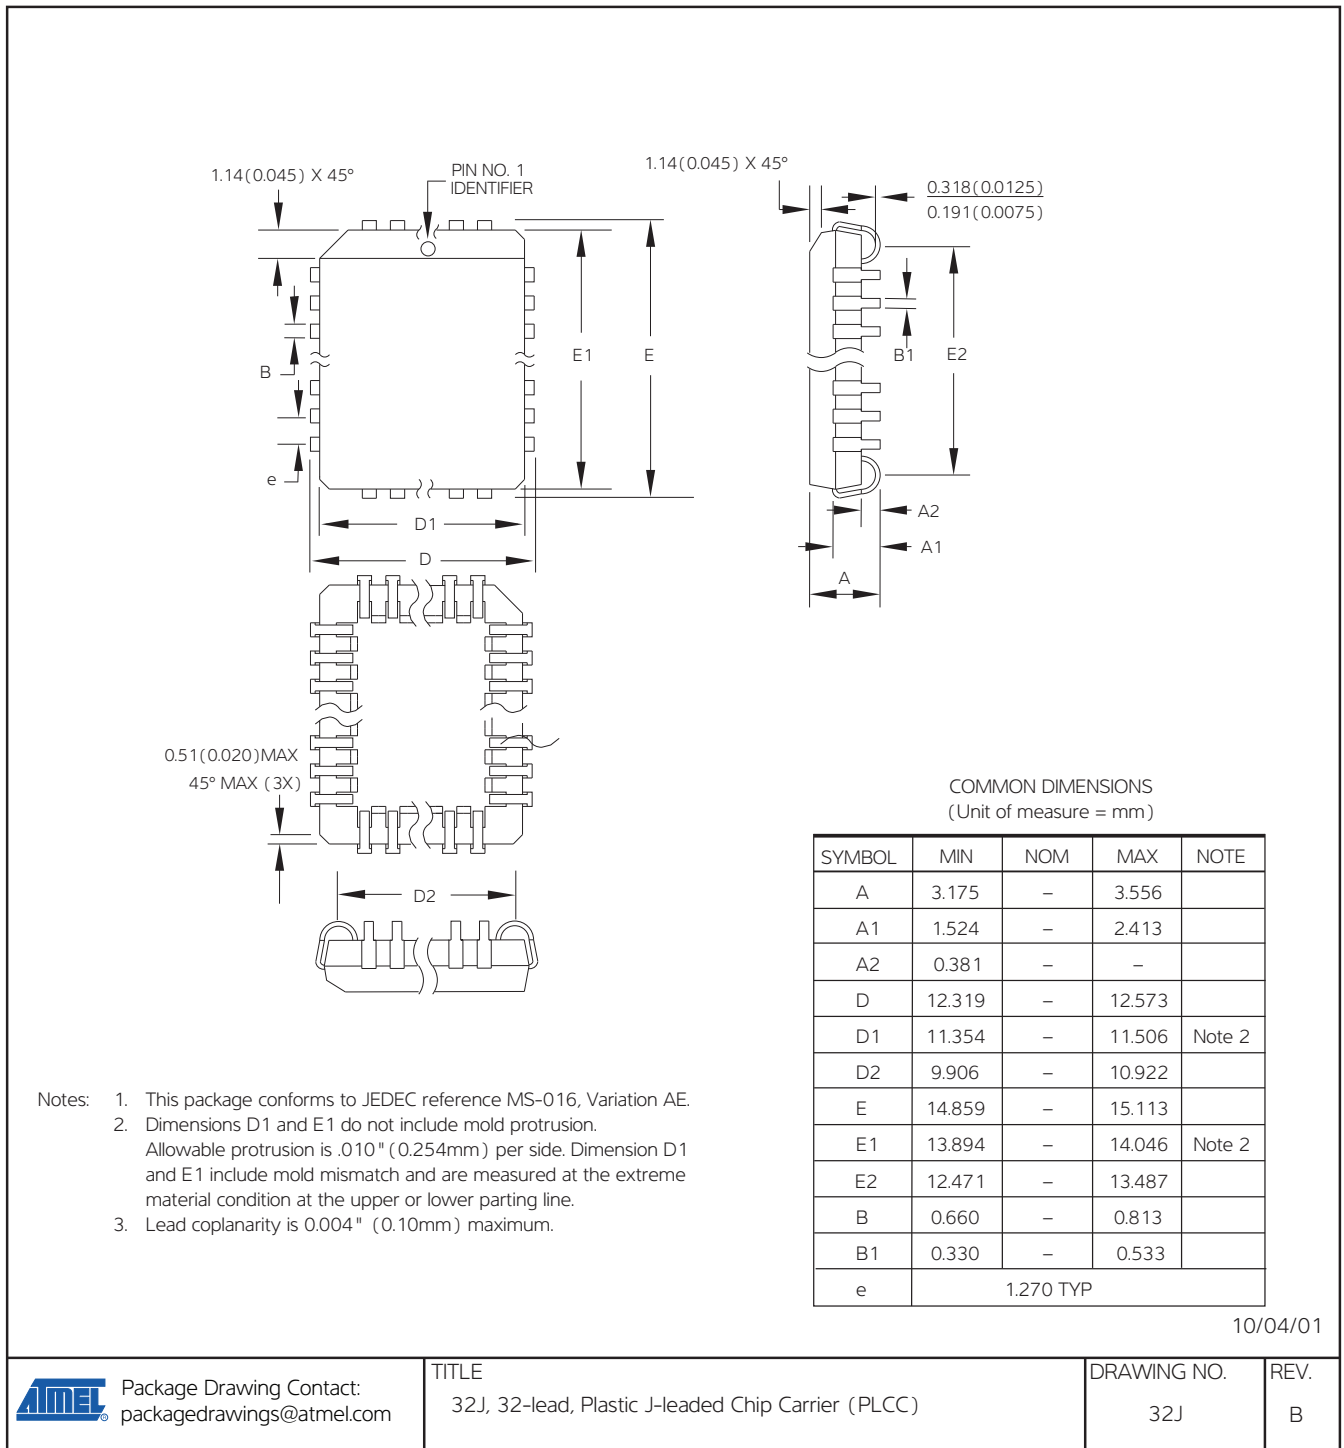 1.14(0.045) X 45°
PIN NO. 1
IDENTIFIER
1.14(0.045) X 45°
0.318(0.0125)
0.191(0.0075)
B
e
E1
E
B1
E2
D1
D
A2
A1
A
0.51(0.020)MAX
45° MAX (3X)
D2
COMMON DIMENSIONS
(Unit of measure = mm)
SYMBOL MIN NOM MAX NOTE
A 3.175 – 3.556
A1 1.524 – 2.413
A2 0.381 – –
D 12.319 – 12.573
D1 11.354 – 11.506 Note 2
D2 9.906 – 10.922
E 14.859 – 15.113
E1 13.894 – 14.046 Note 2
E2 12.471 – 13.487
B 0.660 – 0.813
B1 0.330 – 0.533
e 1.270 TYP
Notes: 1. This package conforms to JEDEC reference MS-016, Variation AE.
2. Dimensions D1 and E1 do not include mold protrusion.
Allowable protrusion is .010"(0.254mm) per side. Dimension D1
and E1 include mold mismatch and are measured at the extreme
material condition at the upper or lower parting line.
3. Lead coplanarity is 0.004" (0.10mm) maximum.
10/04/01
ATMEL ®
Package Drawing Contact:
packagedrawings@atmel.com
TITLE
32J, 32-lead, Plastic J-leaded Chip Carrier (PLCC)
DRAWING NO.
32J
REV.
B